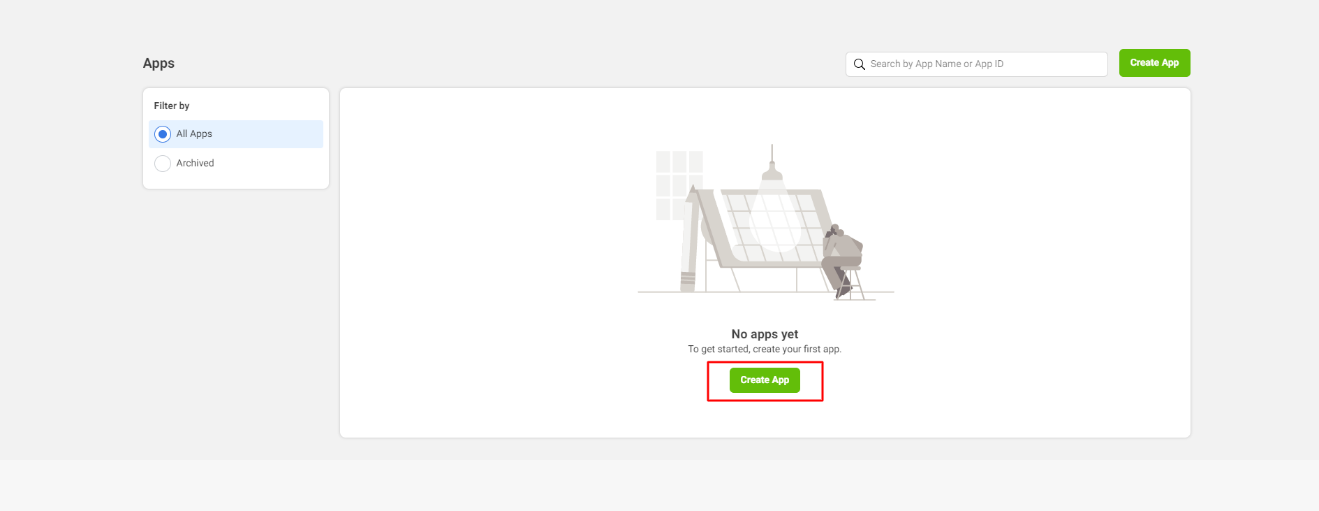 Apps
Search by App Name or App ID
Create App
Filter by
All Apps
Archived
No apps yet
To get started, create your first app.
Create App